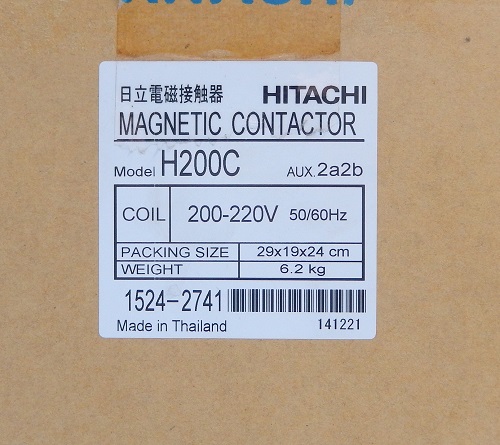 HITACHI
日立電磁接触器 HITACHI
MAGNETIC CONTACTOR
Model H200C AUX. 2a2b
COIL 200-220V 50/60Hz
PACKING SIZE 29x19x24 cm
WEIGHT 6.2 kg
1524-2741
Made in Thailand 141221